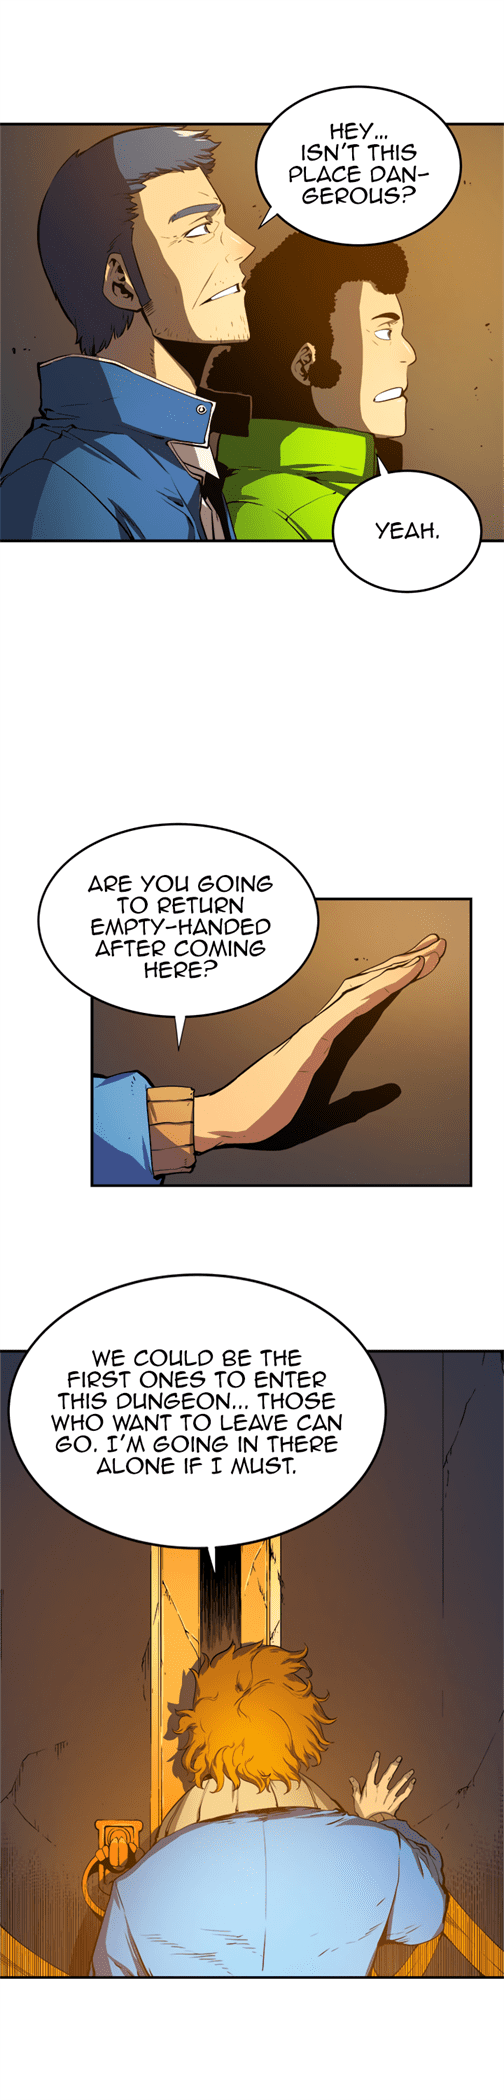 HEY...
ISN'T THIS
PLACE DAN-
GEROUS?
YEAH.
ARE YOU GOING
TO RETURN
EMPTY-HANDED
AFTER COMING
HERE?
WE COULD BE THE
FIRST ONES TO ENTER
THIS DUNGEON... THOSE
WHO WANT TO LEAVE CAN
GO. I'M GOING IN THERE
ALONE IF I MUST.